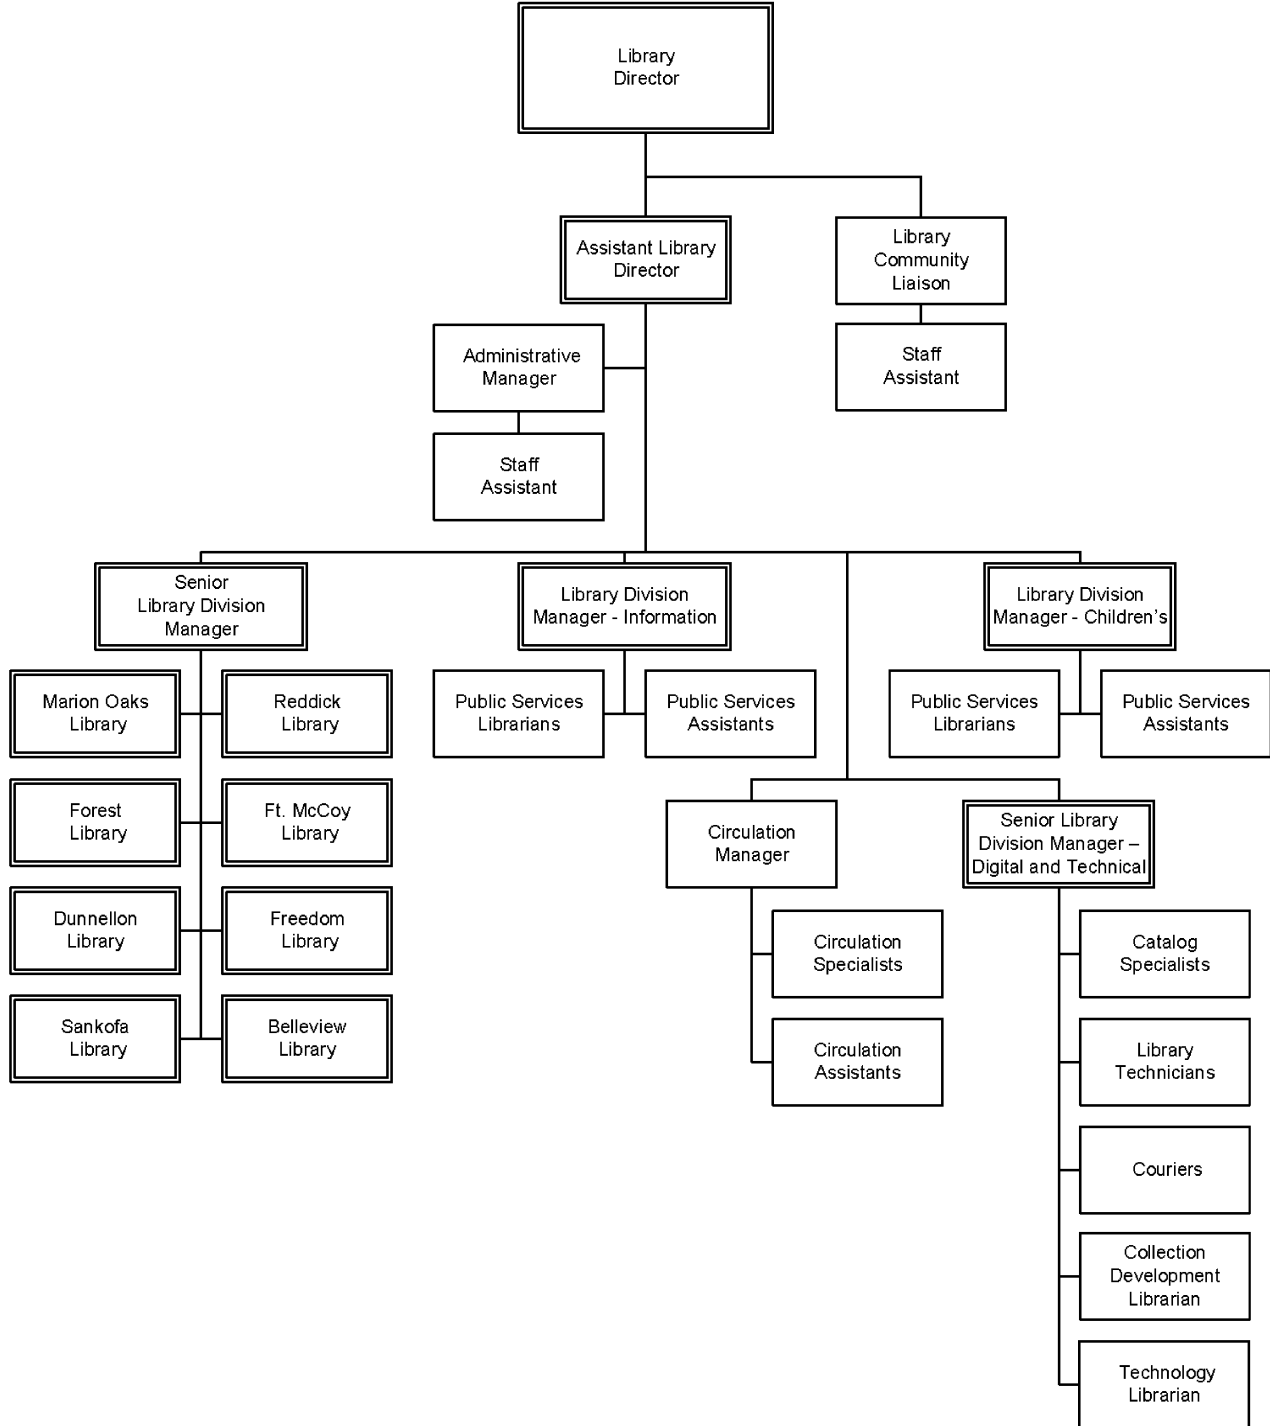 Library
Director
Assistant Library
Director
Library
Community
Liaison
Administrative
Manager
Staff
Assistant
Staff
Assistant
Senior
Library Division
Manager
Library Division
Manager - Information
Library Division
Manager - Children's
Marion Oaks
Library
Reddick
Library
Public Services
Librarians
Public Services
Assistants
Public Services
Librarians
Public Services
Assistants
Forest
Library
Ft. McCoy
Library
Circulation
Manager
Senior Library
Division Manager –
Digital and Technical
Dunnellon
Library
Freedom
Library
Circulation
Specialists
Catalog
Specialists
Sankofa
Library
Belleview
Library
Circulation
Assistants
Library
Technicians
Couriers
Collection
Development
Librarian
Technology
Librarian